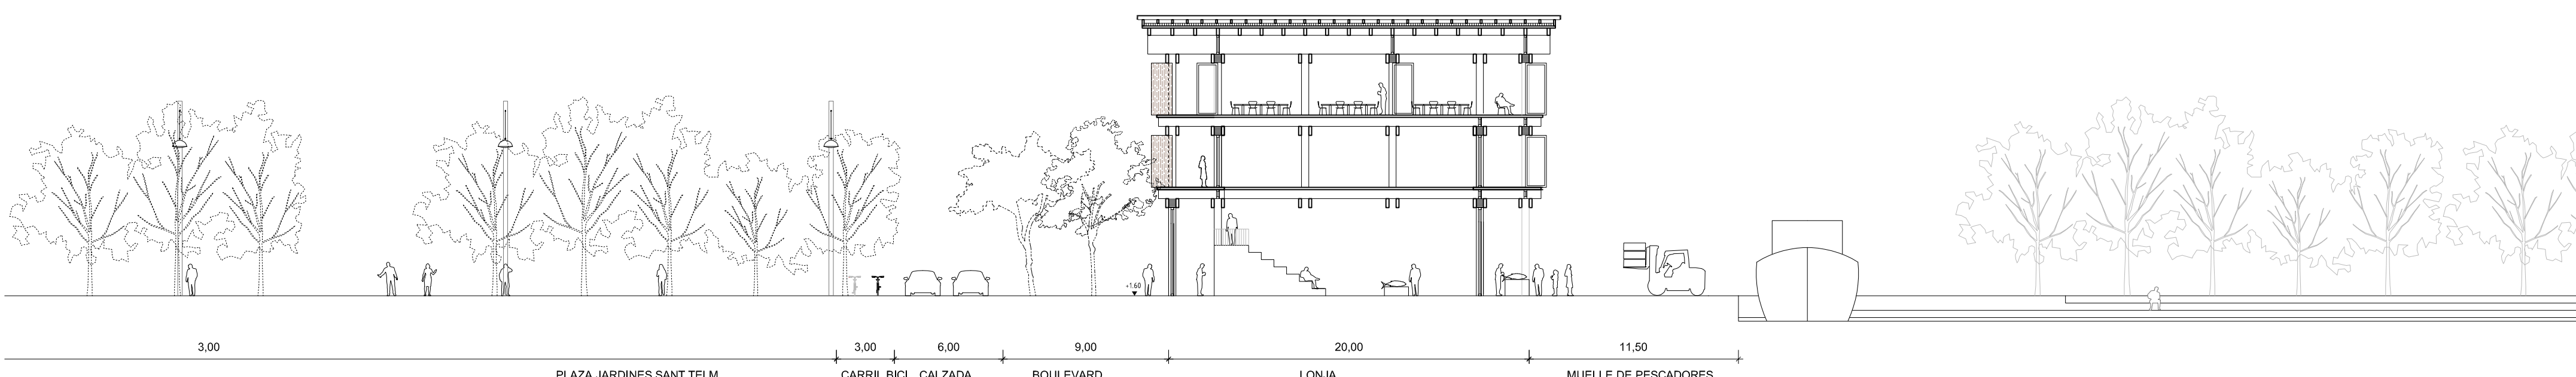 +1.60
3,00 3,00 6,00 9,00 20,00 11,50
PLAZA JARDINES SANT TELM CARRIL BICI CALZADA BOULEVARD LONJA MUELLE DE PESCADORES